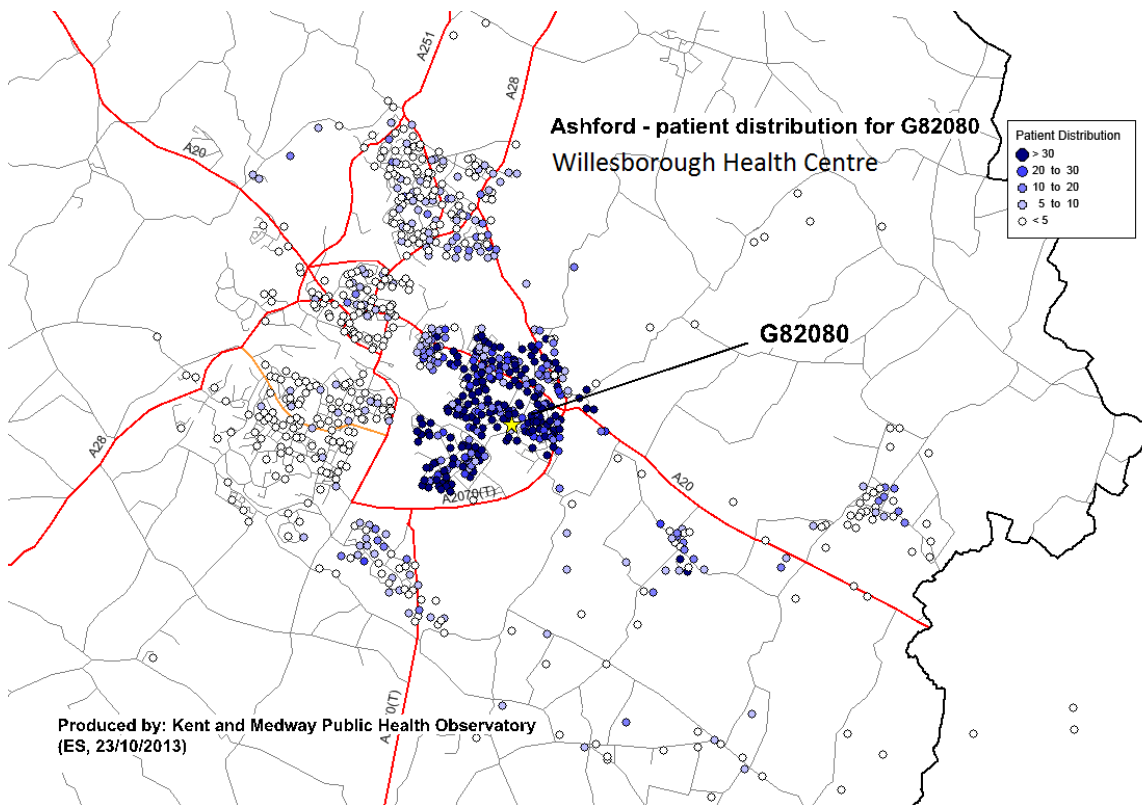 A251
A28
Ashford - patient distribution for G82080
Willesborough Health Centre
Patient Distribution
> 30
20 to 30
10 to 20
5 to 10
< 5
A20
G82080
A28
A20
A2070(T)
0(T)
Produced by: Kent and Medway Public Health Observatory
(ES, 23/10/2013)